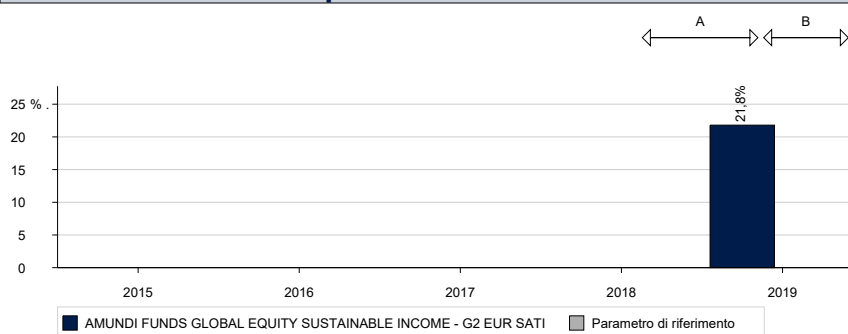 A B
21,8%
25 % .
20
15
10
5
0
2015 2016 2017 2018 2019
AMUNDI FUNDS GLOBAL EQUITY SUSTAINABLE INCOME - G2 EUR SATI Parametro di riferimento